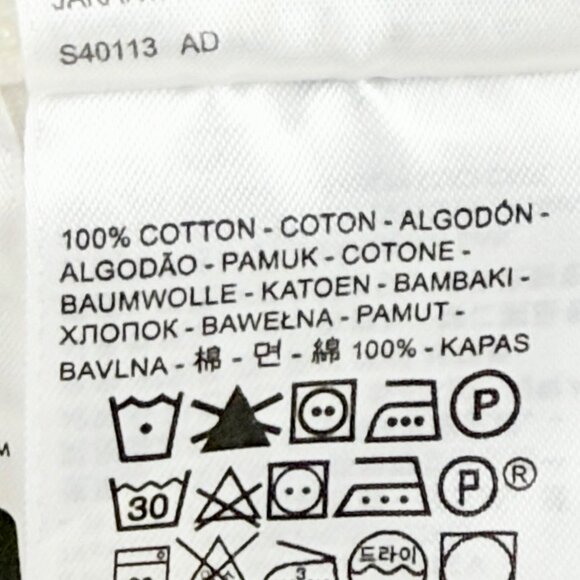 S40113 AD
100% COTTON - COTON - ALGODÓN -
ALGODÃO - PAMUK - COTONE -
BAUMWOLLE - KATOEN - BAMBAKI -
ХЛОПОК - BAWEŁNA - PAMUT -
BAVLNA - 棉 - 면 - 綿 100% - KAPAS
P
30 P ®
3 드라이